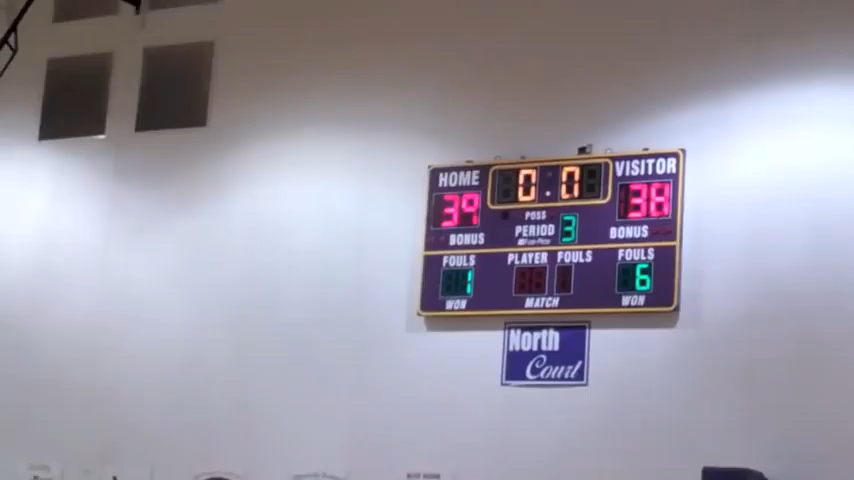 HOME
0.0
VISITOR
39
38
POSS
PERIOD 3
BONUS
BONUS
FOULS
PLAYER FOULS
FOULS
1
6
WON
MATCH
WON
North
Court